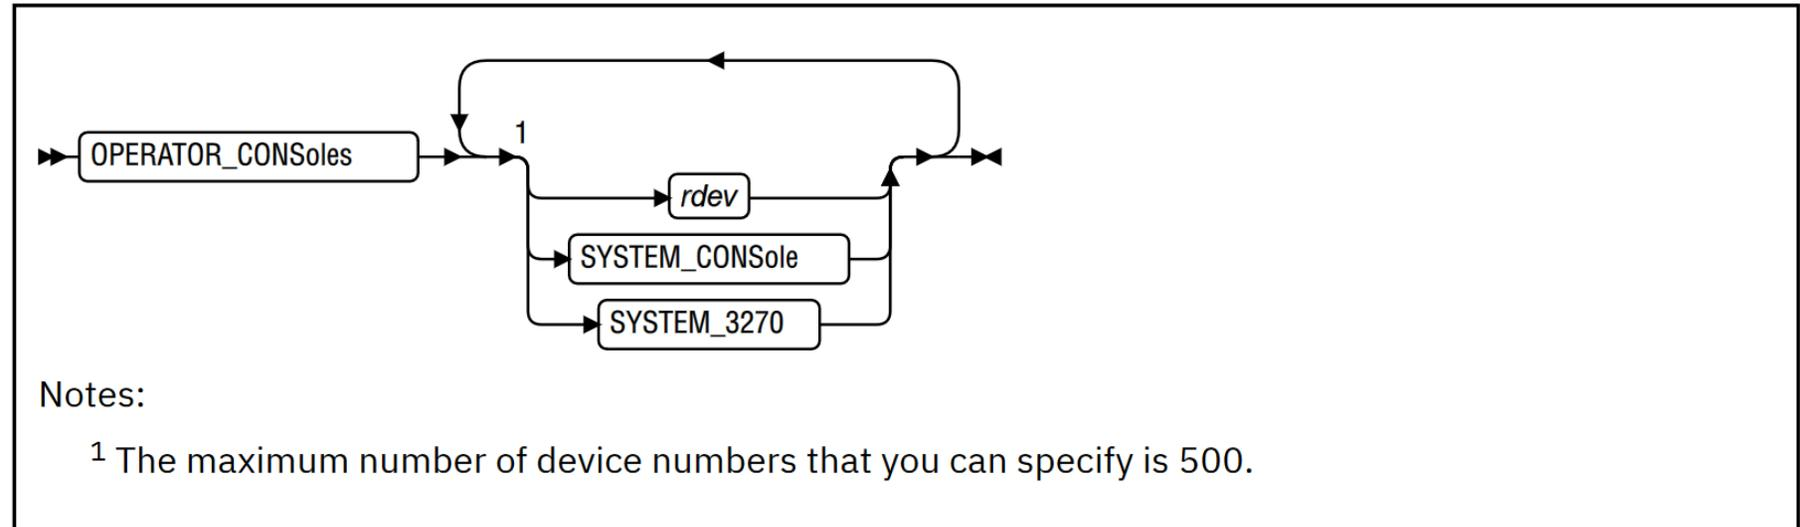 1
OPERATOR_CONSoles
rdev
SYSTEM_CONSole
SYSTEM_3270
Notes:
1 The maximum number of device numbers that you can specify is 500.